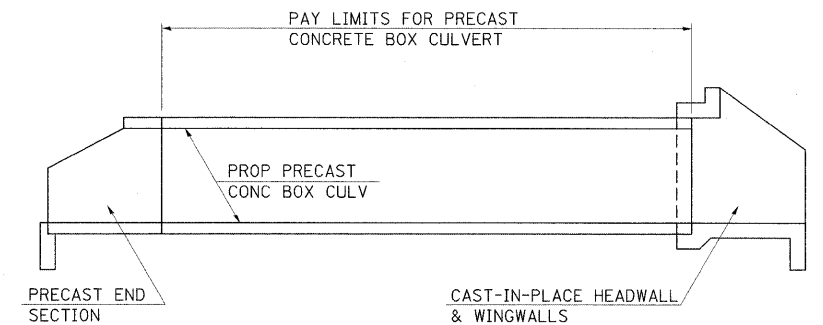 PAY LIMITS FOR PRECAST
CONCRETE BOX CULVERT
PROP PRECAST
CONC BOX CULV
PRECAST END
SECTION
CAST-IN-PLACE HEADWALL
& WINGWALLS